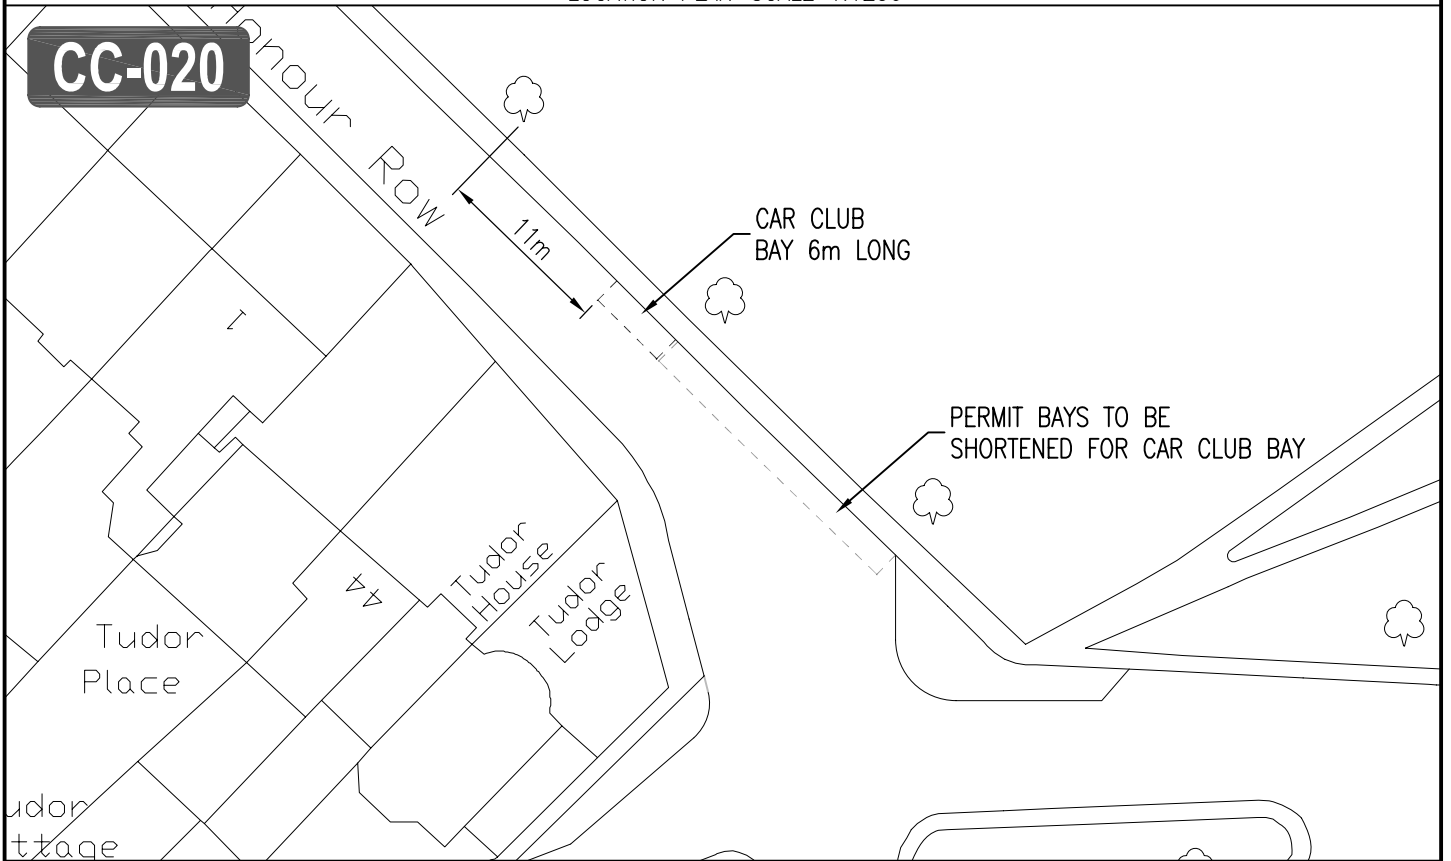 CC-020
onour Row
11m
CAR CLUB
BAY 6m LONG
PERMIT BAYS TO BE
SHORTENED FOR CAR CLUB BAY
1
44
Tudor
House
Tudor
Lodge
Tudor
Place
udor
ttage